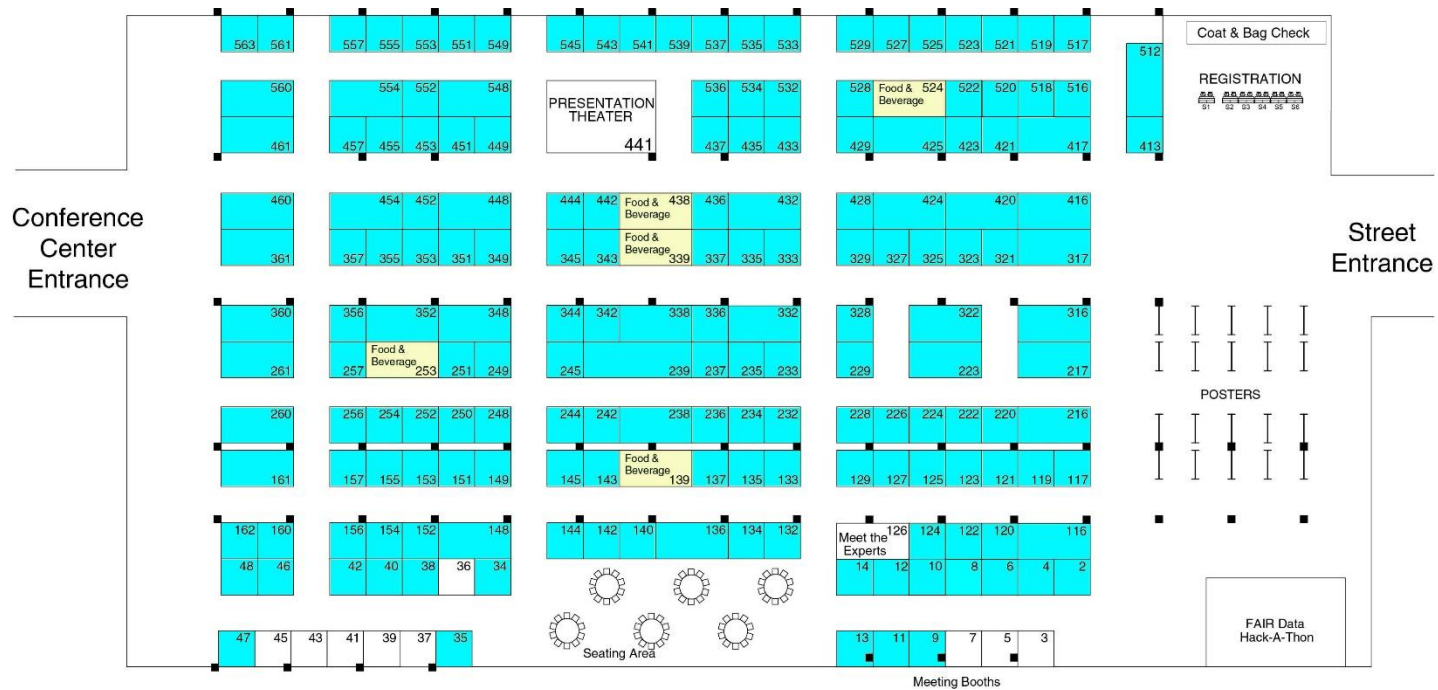 563 561 557 555 553 551 549 545 543 541 539 537 535 533 529 527 525 523 521 519 517
Coat & Bag Check
512
REGISTRATION
S1 S2 S3 S4 S5 S6
560 554 552 548
PRESENTATION
THEATER
441
536 534 532 528
Food & 524
Beverage
522 520 518 516
461 457 455 453 451 449 437 435 433 429 425 423 421 417 413
Conference
Center
Entrance
460 454 452 448 444 442
Food & 438
Beverage
436 432 428 424 420 416
Street
Entrance
361 357 355 353 351 349 345 343
Food &
Beverage 339
337 335 333 329 327 325 323 321 317
360 356 352 348 344 342 338 336 332 328 322 316
261 257
Food &
Beverage 253
251 249 245 239 237 235 233 229 223 217
POSTERS
260 256 254 252 250 248 244 242 238 236 234 232 228 226 224 222 220 216
161 157 155 153 151 149 145 143
Food &
Beverage 139
137 135 133 129 127 125 123 121 119 117
162 160 156 154 152 148 144 142 140 136 134 132
126
Meet the
Experts
124 122 120 116
48 46 42 40 38 36 34 14 12 10 8 6 4 2
47 45 43 41 39 37 35
Seating Area
13 11 9 7 5 3
Meeting Booths
FAIR Data
Hack-A-Thon